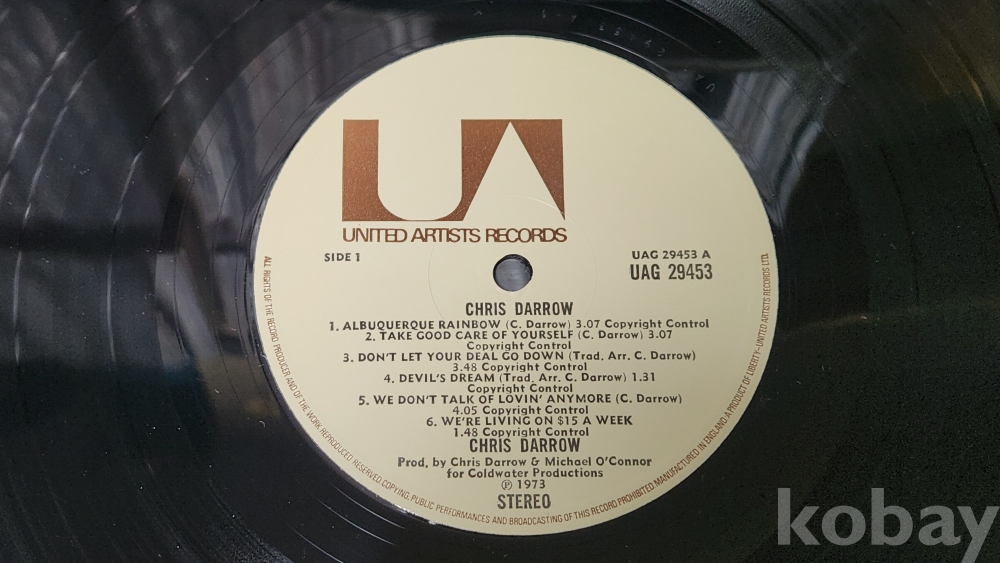 UA
UNITED ARTISTS RECORDS
SIDE 1
UAG 29453 A
UAG 29453
CHRIS DARROW
1. ALBUQUERQUE RAINBOW (C. Darrow) 3.07 Copyright Control
2. TAKE GOOD CARE OF YOURSELF (C. Darrow) 3.07
Copyright Control
3. DON'T LET YOUR DEAL GO DOWN (Trad. Arr. C. Darrow)
3.48 Copyright Control
4. DEVIL'S DREAM (Trad. Arr. C. Darrow) 1.31
Copyright Control
5. WE DON'T TALK OF LOVIN' ANYMORE (C. Darrow)
4.05 Copyright Control
6. WE'RE LIVING ON $15 A WEEK
1.48 Copyright Control
CHRIS DARROW
Prod. by Chris Darrow & Michael O'Connor
for Coldwater Productions
℗ 1973
STEREO
ALL RIGHTS OF THE RECORD PRODUCER AND OF THE WORK REPRODUCED, RESERVED COPYING, PUBLIC PERFORMANCES AND BROADCASTING OF THIS RECORD PROHIBITED. MANUFACTURED IN ENGLAND. A PRODUCT OF LIBERTY-UNITED ARTISTS RECORDS LTD.
kobay